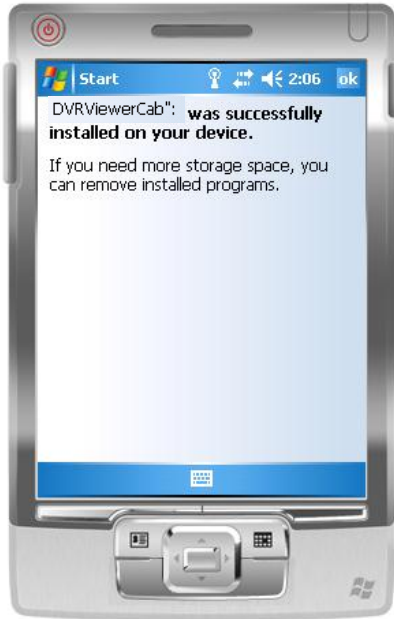 Start 2:06 ok
DVRViewerCab": was successfully
installed on your device.
If you need more storage space, you
can remove installed programs.